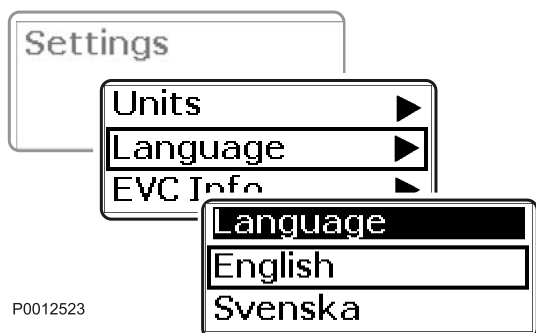 Settings
Units
Language
EVC Info
Language
English
Svenska
P0012523